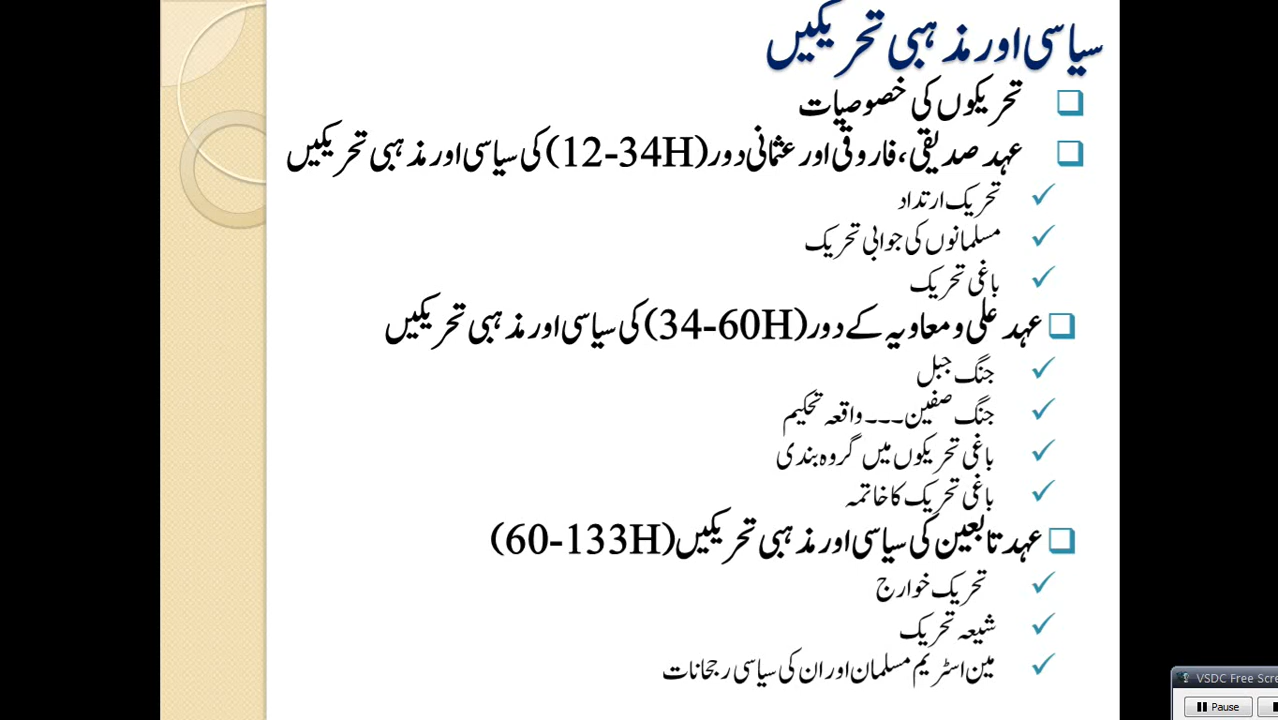 سیاسی اور مذہبی تحریکیں
تحریکوں کی خصوصیات
عہد صدیقی، فاروقی اور عثمانی دور (12-34H) کی سیاسی اور مذہبی تحریکیں
تحریک ارتداد
مسلمانوں کی جوابی تحریک
باغی تحریک
عہد علی و معاویہ کے دور (34-60H) کی سیاسی اور مذہبی تحریکیں
جنگ جبل
جنگ صفین۔۔۔ واقعہ تحکیم
باغی تحریکوں میں گروہ بندی
باغی تحریک کا خاتمہ
عہد تابعین کی سیاسی اور مذہبی تحریکیں (60-133H)
تحریک خوارج
شیعہ تحریک
مین اسٹریم مسلمان اور ان کی سیاسی رجحانات
VSDC Free Scre
Pause